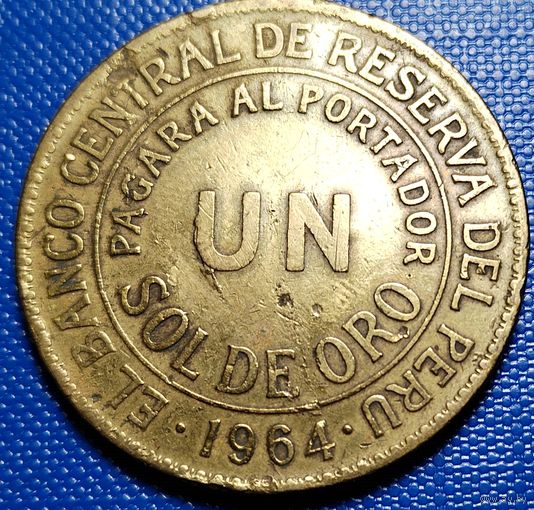 EL BANCO CENTRAL DE RESERVA DEL PERU
PAGARA AL PORTADOR
UN
SOL DE ORO
· 1964 ·